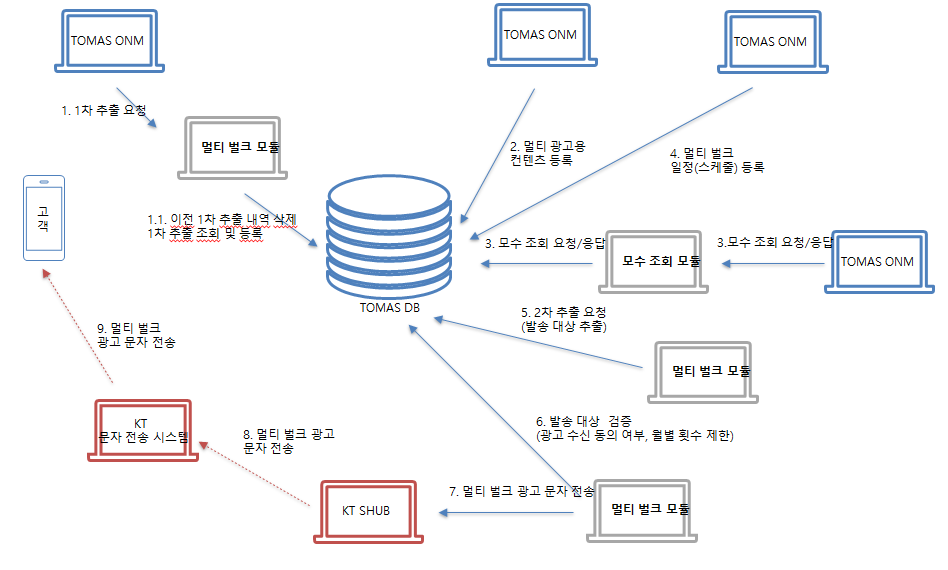 TOMAS ONM
TOMAS ONM
TOMAS ONM
1. 1차 추출 요청
멀티 벌크 모듈
2. 멀티 광고용
컨텐츠 등록
4. 멀티 벌크
일정(스케줄) 등록
고
객
1.1. 이전 1차 추출 내역 삭제
1차 추출 조회 및 등록
3. 모수 조회 요청/응답
3.모수 조회 요청/응답
모수 조회 모듈
TOMAS ONM
TOMAS DB
5. 2차 추출 요청
(발송 대상 추출)
9. 멀티 벌크
광고 문자 전송
멀티 벌크 모듈
KT
문자 전송 시스템
8. 멀티 벌크 광고
문자 전송
6. 발송 대상  검증
(광고 수신 동의 여부, 월별 횟수 제한)
7. 멀티 벌크 광고 문자 전송
KT SHUB
멀티 벌크 모듈